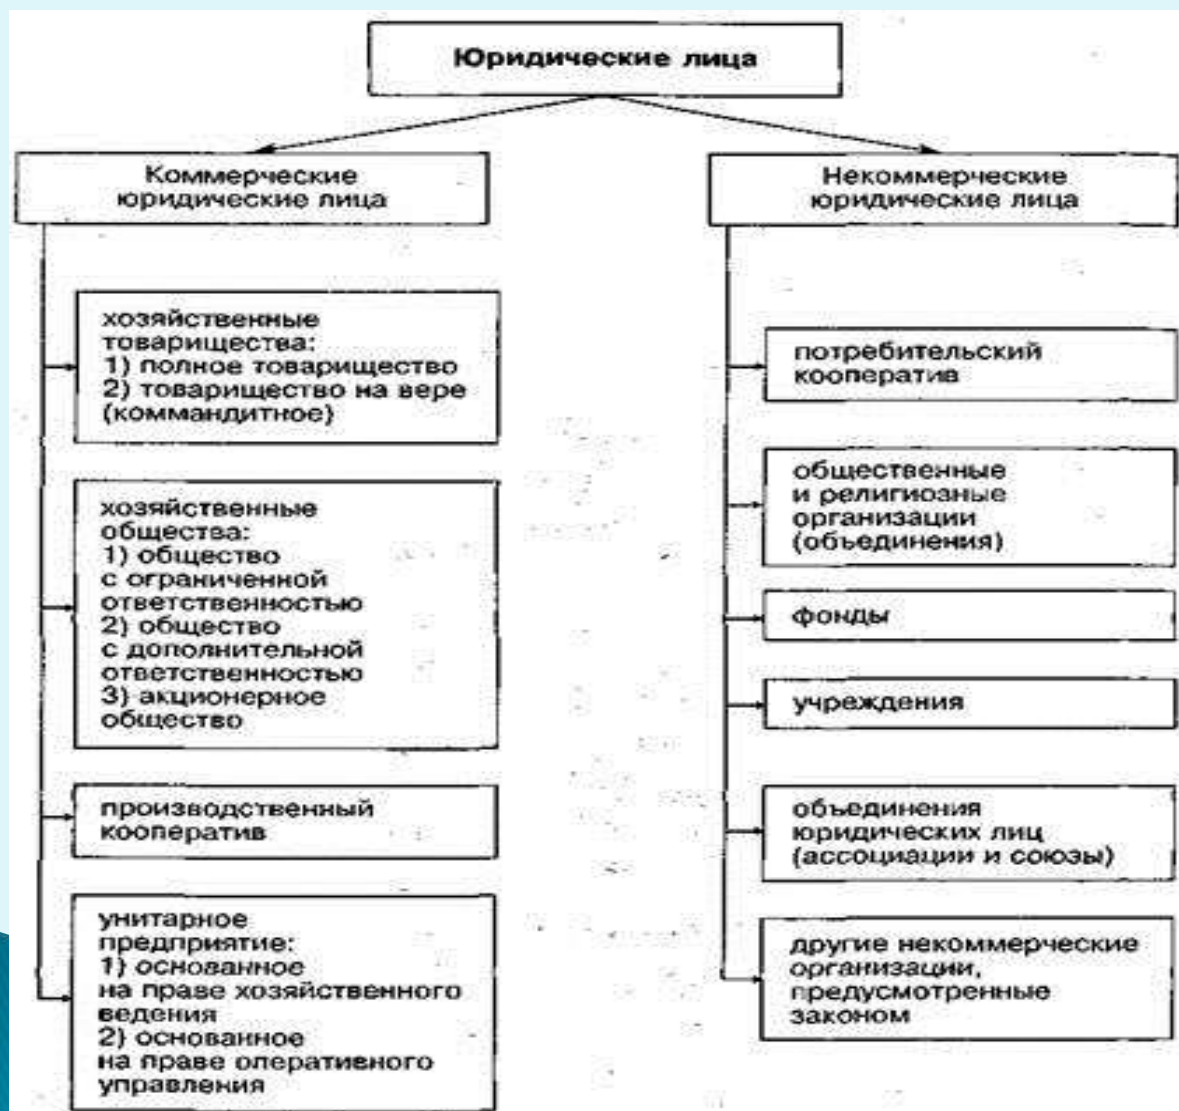 Юридические лица
Коммерческие
юридические лица
хозяйственные
товарищества:
1) полное товарищество
2) товарищество на вере
(коммандитное)
хозяйственные
общества:
1) общество
с ограниченной
ответственностью
2) общество
с дополнительной
ответственностью
3) акционерное
общество
производственный
кооператив
унитарное
предприятие:
1) основанное
на праве хозяйственного
ведения
2) основанное
на праве оперативного
управления
Некоммерческие
юридические лица
потребительский
кооператив
общественные
и религиозные
организации
(объединения)
фонды
учреждения
объединения
юридических лиц
(ассоциации и союзы)
другие некоммерческие
организации,
предусмотренные
законом